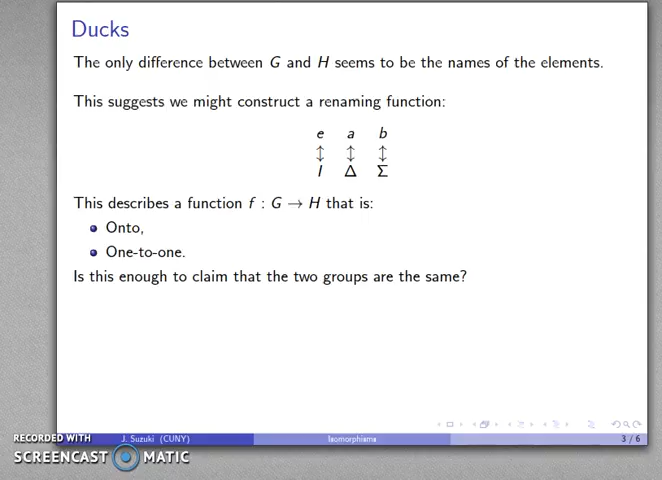 Ducks
The only difference between G and H seems to be the names of the elements.
This suggests we might construct a renaming function:
e a b
↕ ↕ ↕
I Δ Σ
This describes a function f : G → H that is:
Onto,
One-to-one.
Is this enough to claim that the two groups are the same?
J. Suzuki (CUNY) Isomorphisms 3 / 6
RECORDED WITH
SCREENCAST MATIC